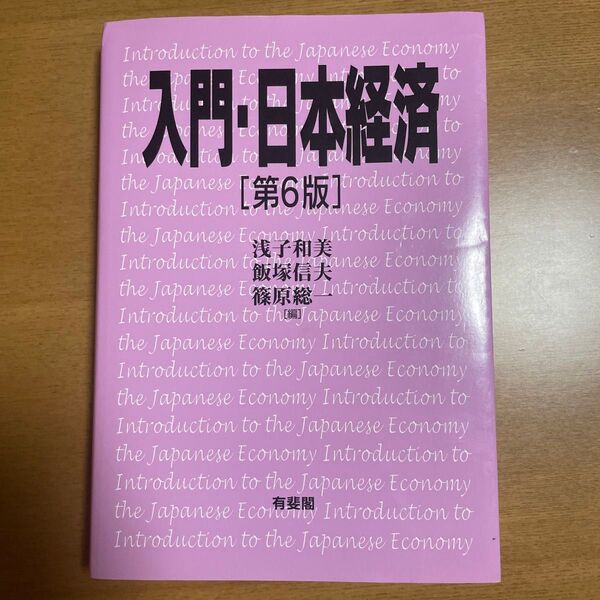 Introduction to the Japanese Economy
the Japanese Economy Introduction to
入門・日本経済
Introduction to the Japanese Economy
[第6版]
Introduction to the Japanese Economy
the Japanese Economy Introduction to
浅子和美
飯塚信夫
篠原総一
[編]
Introduction to the Japanese Economy
the Japanese Economy Introduction to
Introduction to the Japanese Economy
the Japanese Economy Introduction to
Introduction to the Japanese Economy
the Japanese Economy Introduction to
Introduction to the Japanese Economy
the Japanese Economy Introduction to
Introduction to the Japanese Economy
有斐閣
the Japanese Economy Introduction to
Introduction to the Japanese Economy